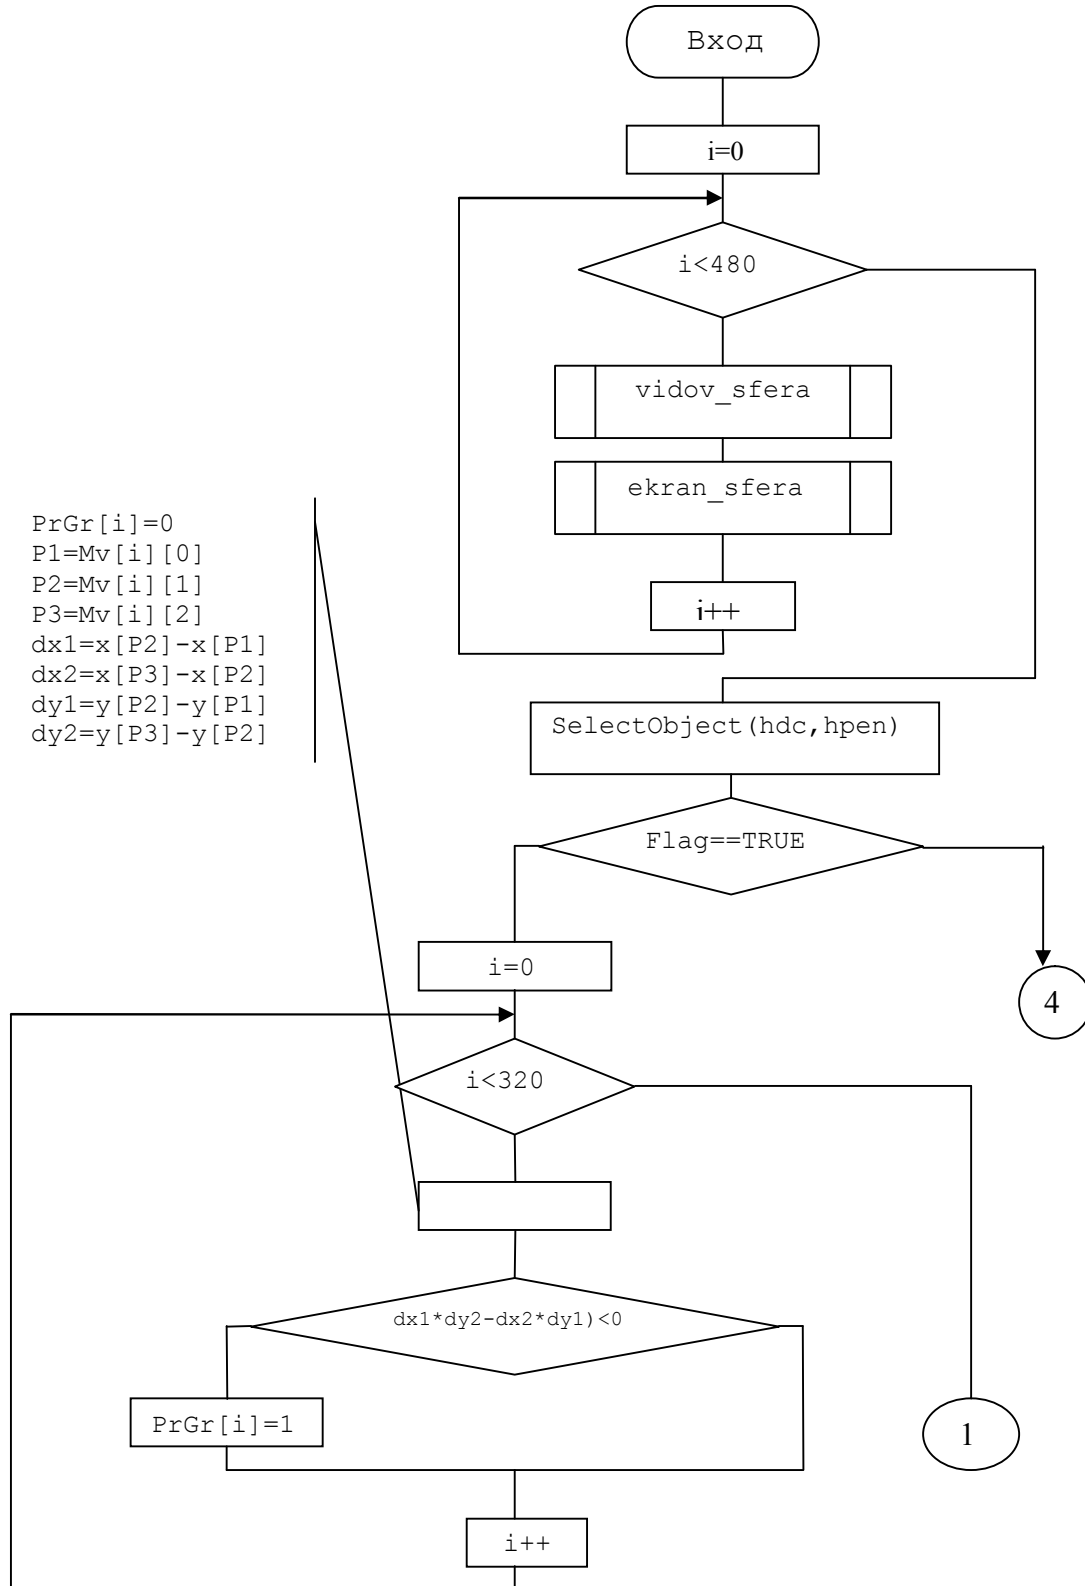 Вход
i=0
i<480
vidov_sfera
ekran_sfera
i++
PrGr[i]=0
P1=Mv[i][0]
P2=Mv[i][1]
P3=Mv[i][2]
dx1=x[P2]-x[P1]
dx2=x[P3]-x[P2]
dy1=y[P2]-y[P1]
dy2=y[P3]-y[P2]
SelectObject(hdc,hpen)
Flag==TRUE
i=0
4
i<320
dx1*dy2-dx2*dy1)<0
PrGr[i]=1
1
i++